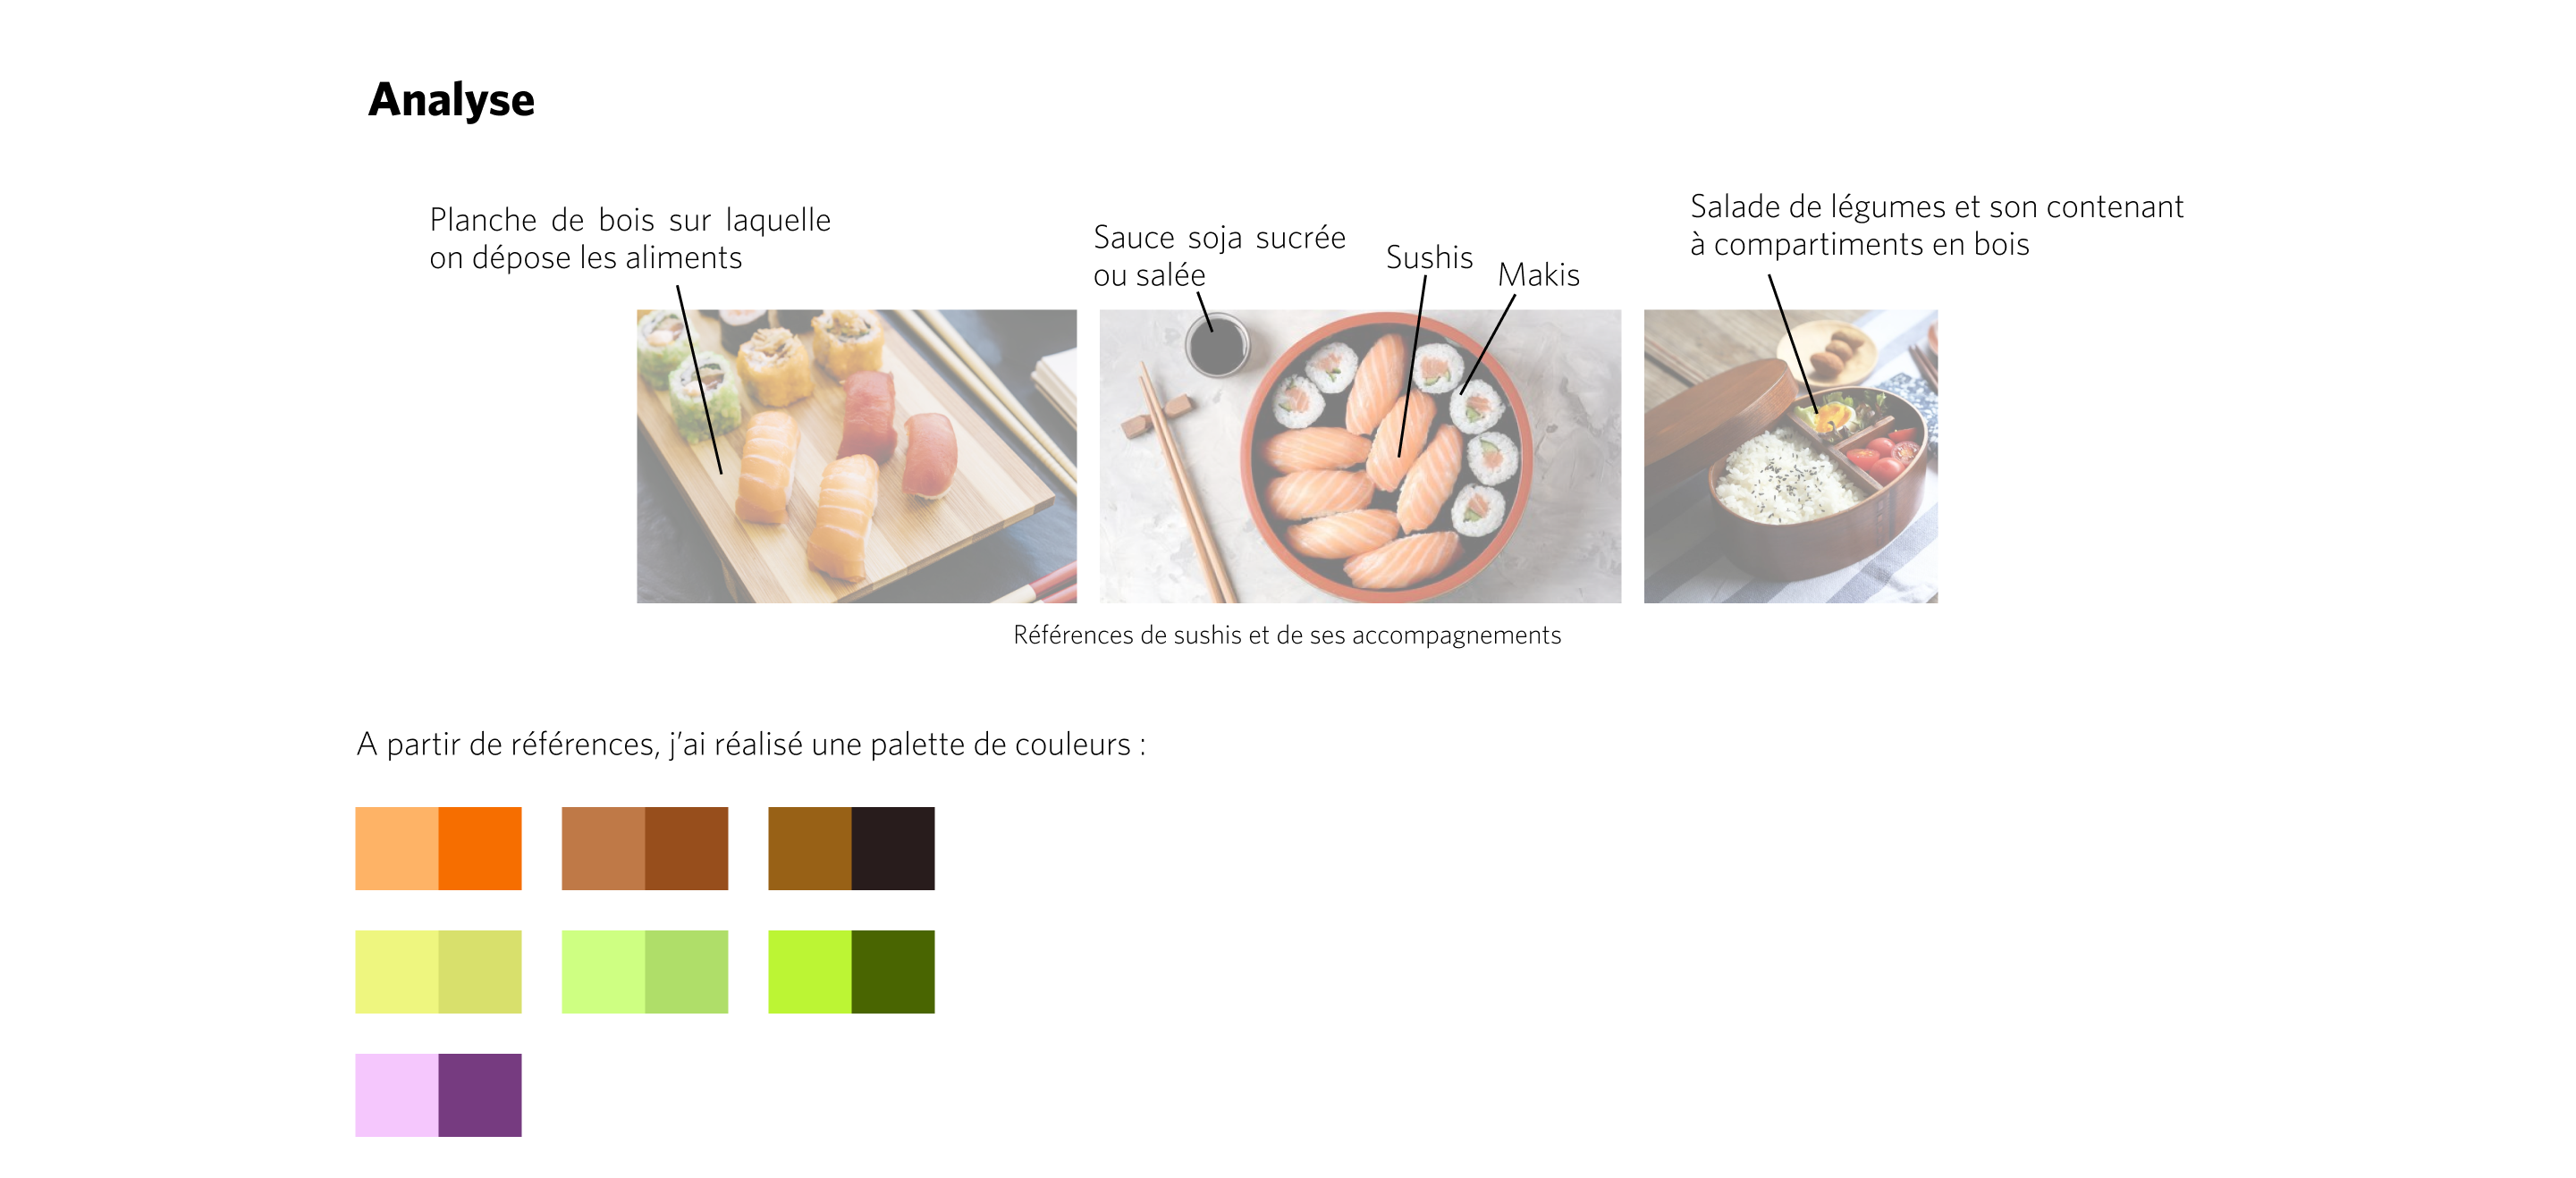 Analyse
Planche de bois sur laquelle
on dépose les aliments
Sauce soja sucrée
ou salée
Sushis
Makis
Salade de légumes et son contenant
à compartiments en bois
Références de sushis et de ses accompagnements
A partir de références, j’ai réalisé une palette de couleurs :